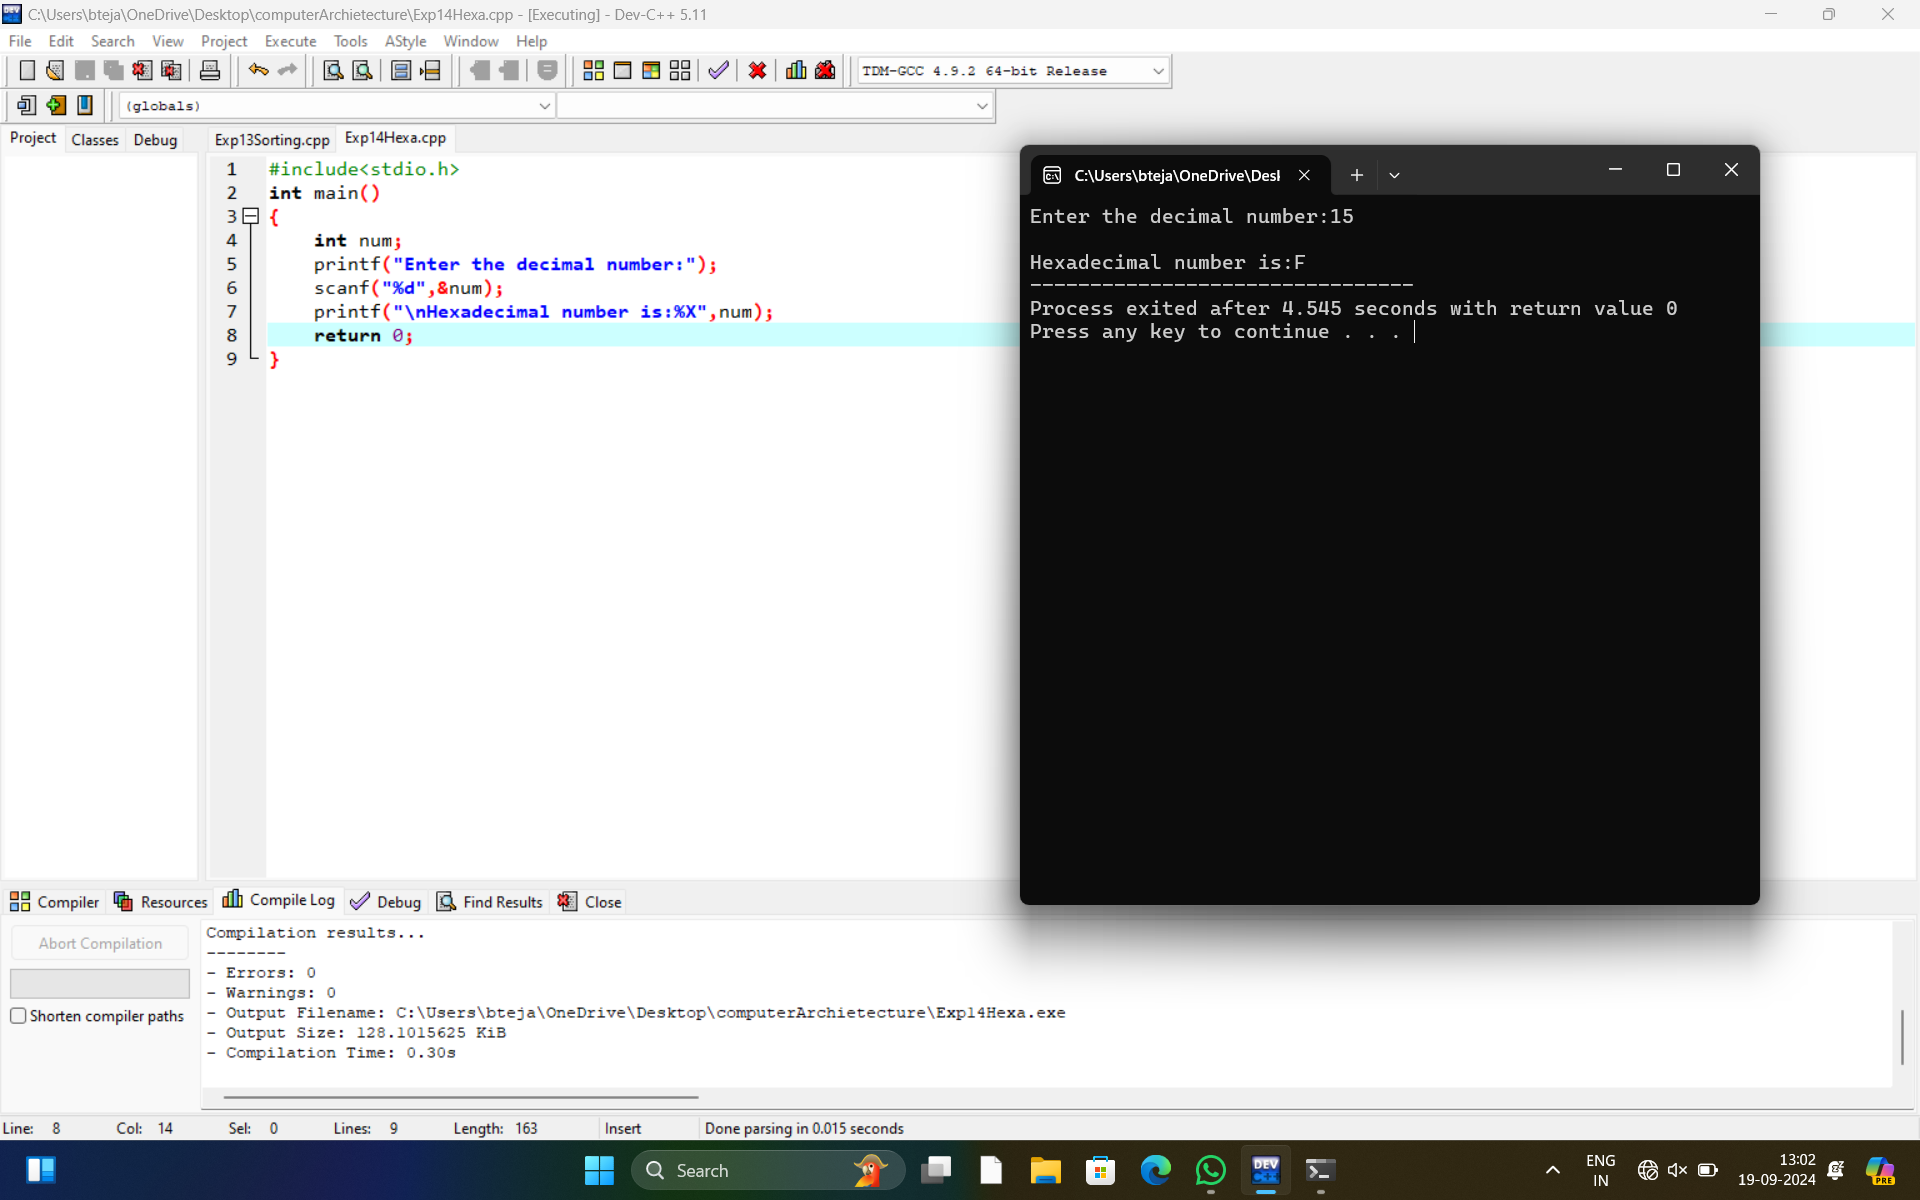 C:\Users\bteja\OneDrive\Desktop\computerArchietecture\Exp14Hexa.cpp - [Executing] - Dev-C++ 5.11
File Edit Search View Project Execute Tools AStyle Window Help
TDM-GCC 4.9.2 64-bit Release
(globals)
Project Classes Debug
Exp13Sorting.cpp Exp14Hexa.cpp
1 #include<stdio.h>
2 int main()
3 {
4 int num;
5 printf("Enter the decimal number:");
6 scanf("%d",&num);
7 printf("\nHexadecimal number is:%X",num);
8 return 0;
9 }
C:\Users\bteja\OneDrive\Desl
Enter the decimal number:15
Hexadecimal number is:F
--------------------------------
Process exited after 4.545 seconds with return value 0
Press any key to continue . . .
Compiler Resources Compile Log Debug Find Results Close
Abort Compilation
Shorten compiler paths
Compilation results...
--------
- Errors: 0
- Warnings: 0
- Output Filename: C:\Users\bteja\OneDrive\Desktop\computerArchietecture\Exp14Hexa.exe
- Output Size: 128.1015625 KiB
- Compilation Time: 0.30s
Line: 8 Col: 14 Sel: 0 Lines: 9 Length: 163 Insert Done parsing in 0.015 seconds
Search
DEV
C++
ENG
IN
13:02
19-09-2024
PRE